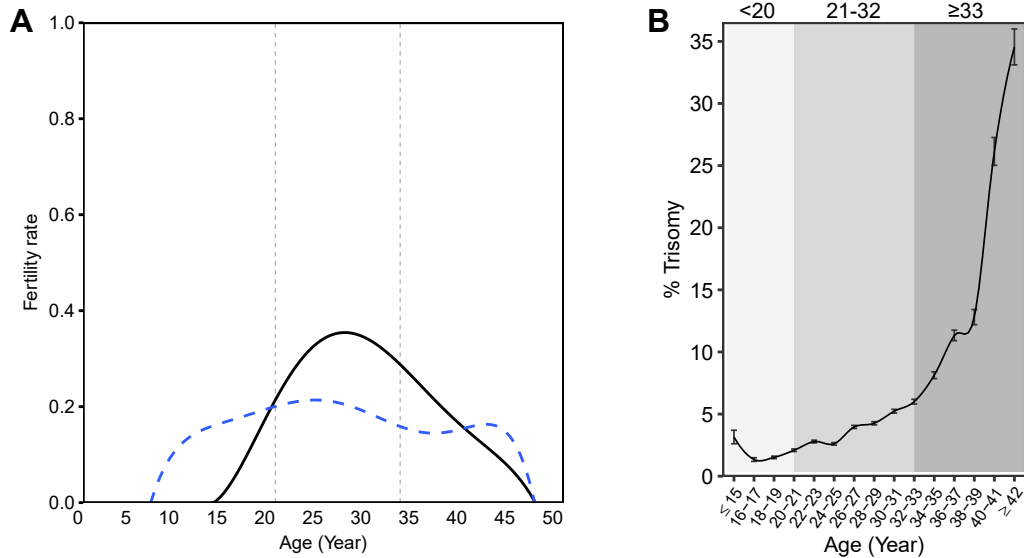 A
1.0
0.8
0.6
0.4
0.2
0.0
Fertility rate
0 5 10 15 20 25 30 35 40 45 50
Age (Year)
B
<20 21-32 ≥33
35
30
25
20
15
10
5
0
% Trisomy
≤15 16–17 18–19 20–21 22–23 24–25 26–27 28–29 30–31 32–33 34–35 36–37 38–39 40–41 ≥42
Age (Year)